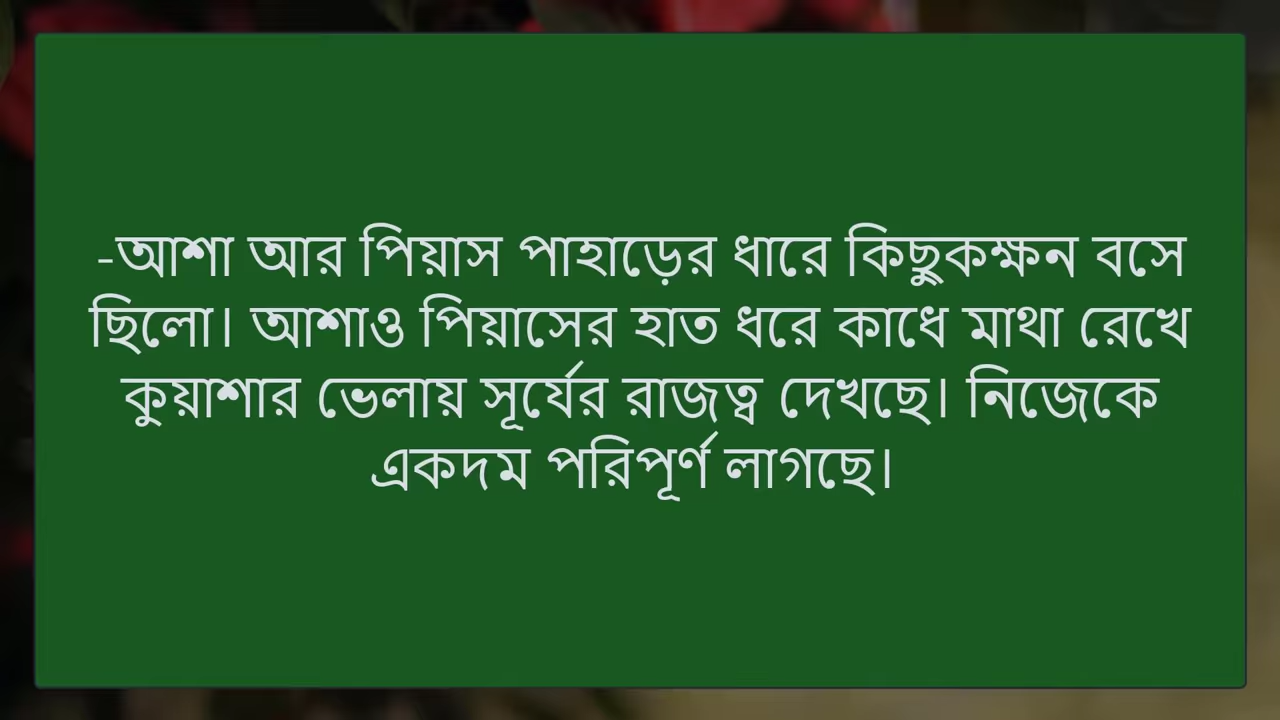 -আশা আর পিয়াস পাহাড়ের ধারে কিছুুকক্ষন বসে
ছিলো। আশাও পিয়াসের হাত ধরে কাধে মাথা রেখে
কুয়াশার ভেলায় সূর্যের রাজত্ব দেখছে। নিজেকে
একদম পরিপূর্ণ লাগছে।